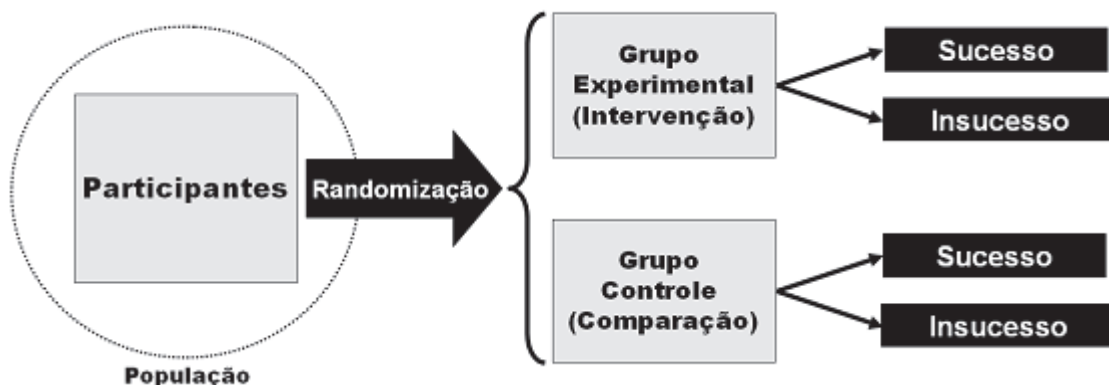 Participantes
População
Randomização
Grupo
Experimental
(Intervenção)
Sucesso
Insucesso
Grupo
Controle
(Comparação)
Sucesso
Insucesso